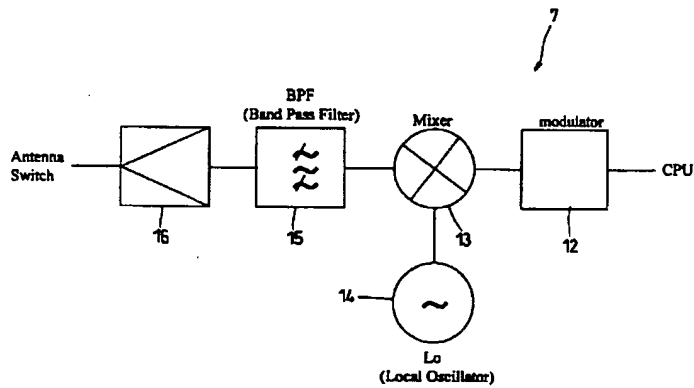 7
BPF
(Band Pass Filter)
Mixer
modulator
Antenna
Switch
CPU
16
15
13
12
14
Lo
(Local Oscillator)